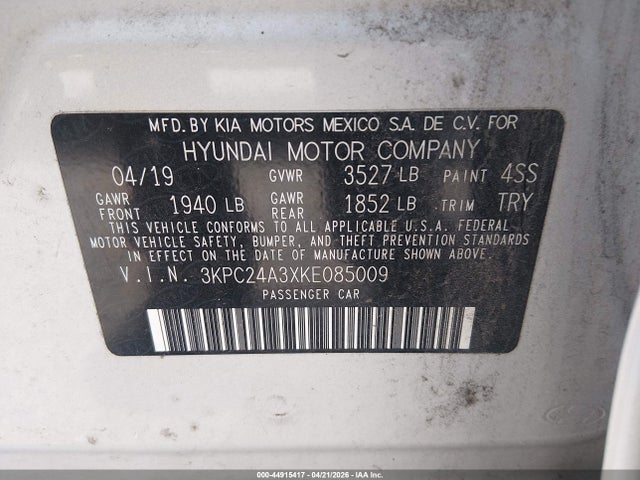 MFD. BY KIA MOTORS MEXICO S.A. DE C.V. FOR
HYUNDAI MOTOR COMPANY
04/19 GVWR 3527 LB PAINT 4SS
GAWR FRONT 1940 LB GAWR REAR 1852 LB TRIM TRY
THIS VEHICLE CONFORMS TO ALL APPLICABLE U.S.A. FEDERAL
MOTOR VEHICLE SAFETY, BUMPER, AND THEFT PREVENTION STANDARDS
IN EFFECT ON THE DATE OF MANUFACTURE SHOWN ABOVE.
V.I.N. 3KPC24A3XKE085009
PASSENGER CAR
000-44915417 04/21/2026 IAA, Inc. Copyright